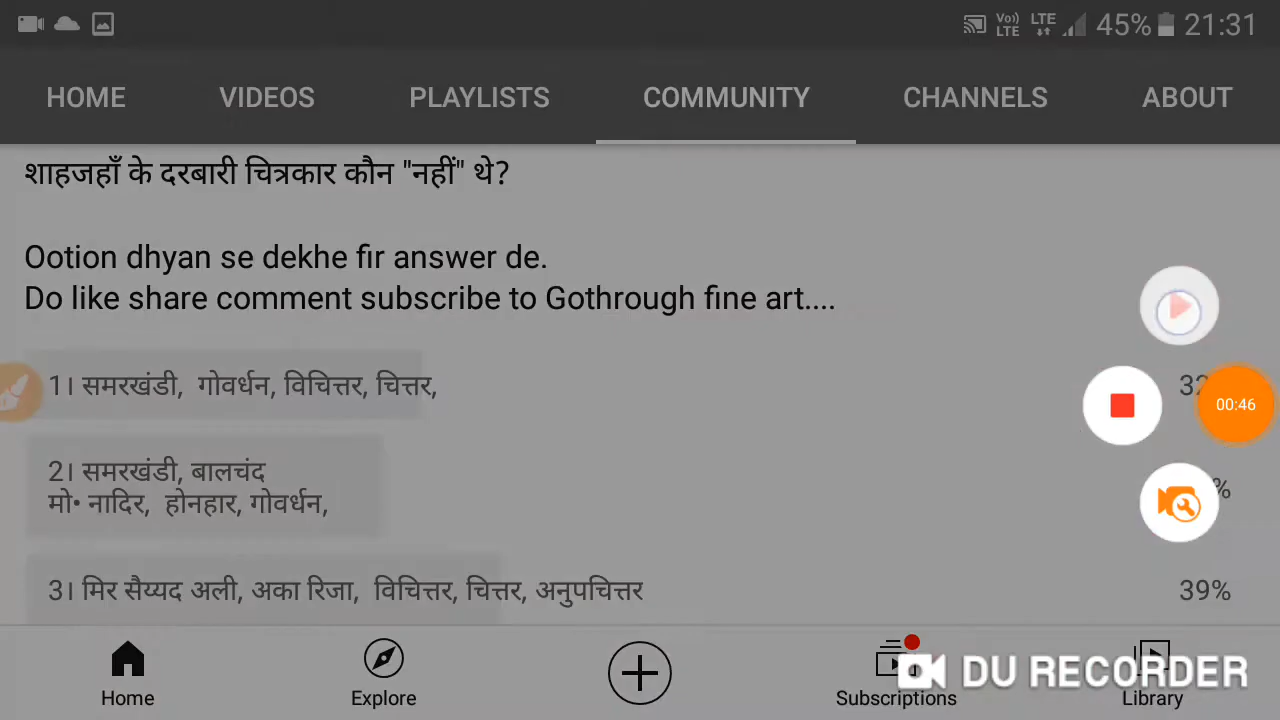 Vo)) LTE LTE 45% 21:31
HOME VIDEOS PLAYLISTS COMMUNITY CHANNELS ABOUT
शाहजहाँ के दरबारी चित्रकार कौन "नहीं" थे?
Ootion dhyan se dekhe fir answer de.
Do like share comment subscribe to Gothrough fine art....
1। समरखंडी, गोवर्धन, विचित्तर, चित्तर,
00:46
2। समरखंडी, बालचंद
मो• नादिर, होनहार, गोवर्धन,
%
3। मिर सैय्यद अली, अका रिजा, विचित्तर, चित्तर, अनुपचित्तर 39%
DU RECORDER
Home Explore Subscriptions Library